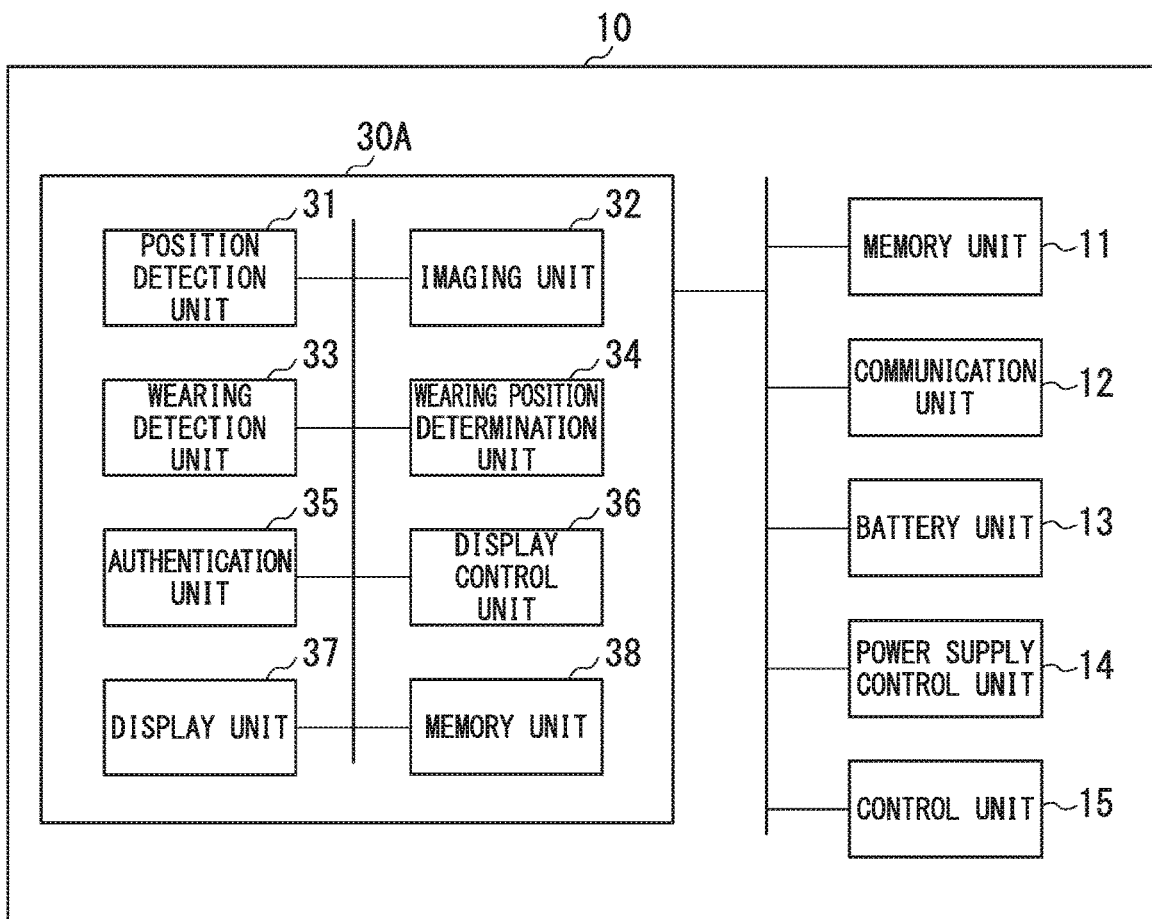 10
30A
31
POSITION
DETECTION
UNIT
32
IMAGING UNIT
33
WEARING
DETECTION
UNIT
34
WEARING POSITION
DETERMINATION
UNIT
35
AUTHENTICATION
UNIT
36
DISPLAY
CONTROL
UNIT
37
DISPLAY UNIT
38
MEMORY UNIT
MEMORY UNIT
11
COMMUNICATION
UNIT
12
BATTERY UNIT
13
POWER SUPPLY
CONTROL UNIT
14
CONTROL UNIT
15